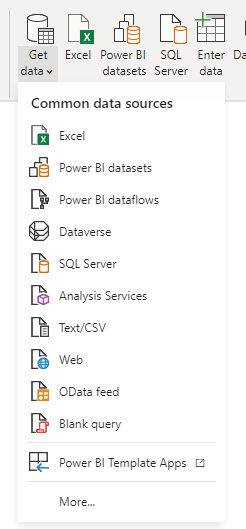 Get data
Excel
Power BI datasets
SQL Server
Enter data
Da
Common data sources
Excel
Power BI datasets
Power BI dataflows
Dataverse
SQL Server
Analysis Services
Text/CSV
Web
OData feed
Blank query
Power BI Template Apps
More...